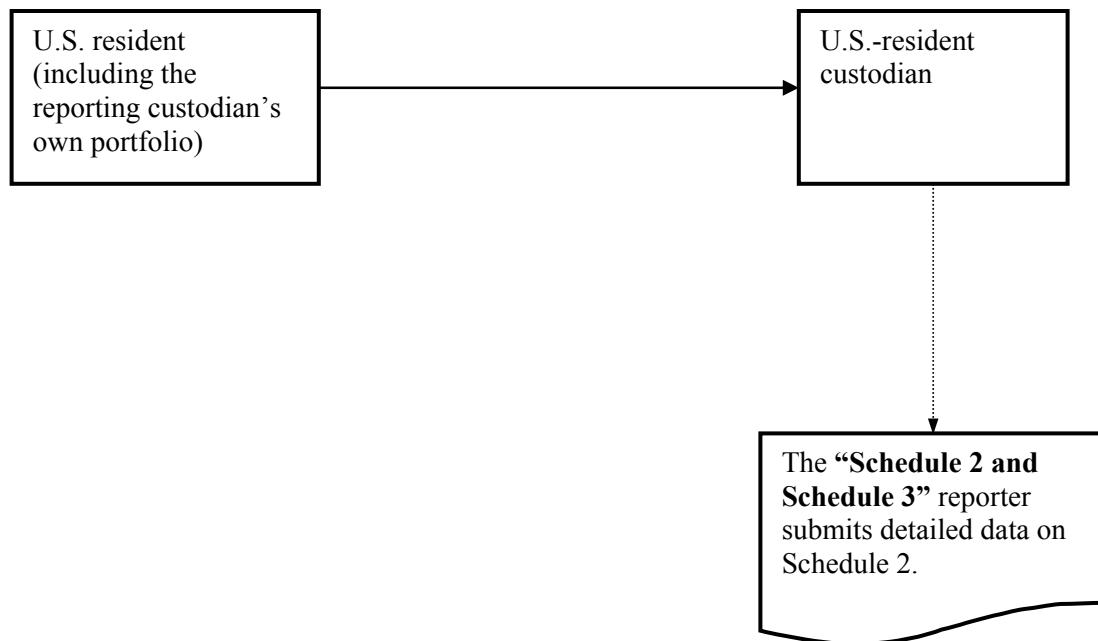 U.S. resident
(including the
reporting custodian’s
own portfolio)
U.S.-resident
custodian
The “Schedule 2 and
Schedule 3” reporter
submits detailed data on
Schedule 2.